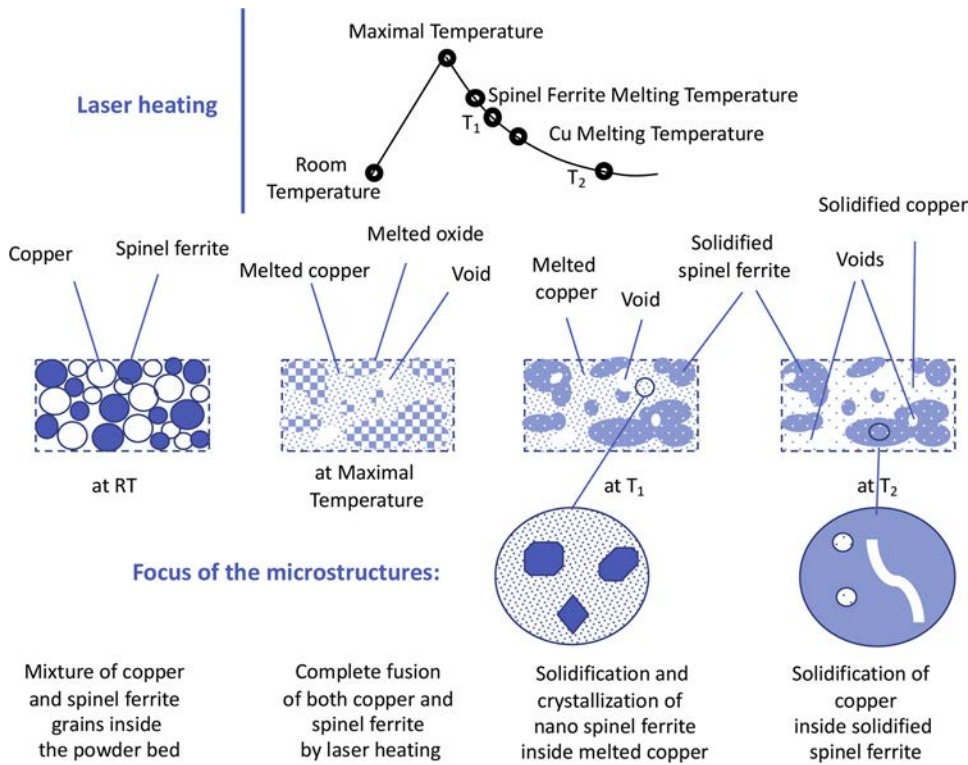 Maximal Temperature
Laser heating
Spinel Ferrite Melting Temperature
T1
Cu Melting Temperature
Room
Temperature
T2
Solidified copper
Copper
Spinel ferrite
Melted copper
Melted oxide
Void
Melted
copper
Void
Solidified
spinel ferrite
Voids
at RT
at Maximal
Temperature
at T1
at T2
Focus of the microstructures:
Mixture of copper
and spinel ferrite
grains inside
the powder bed
Complete fusion
of both copper and
spinel ferrite
by laser heating
Solidification and
crystallization of
nano spinel ferrite
inside melted copper
Solidification of
copper
inside solidified
spinel ferrite